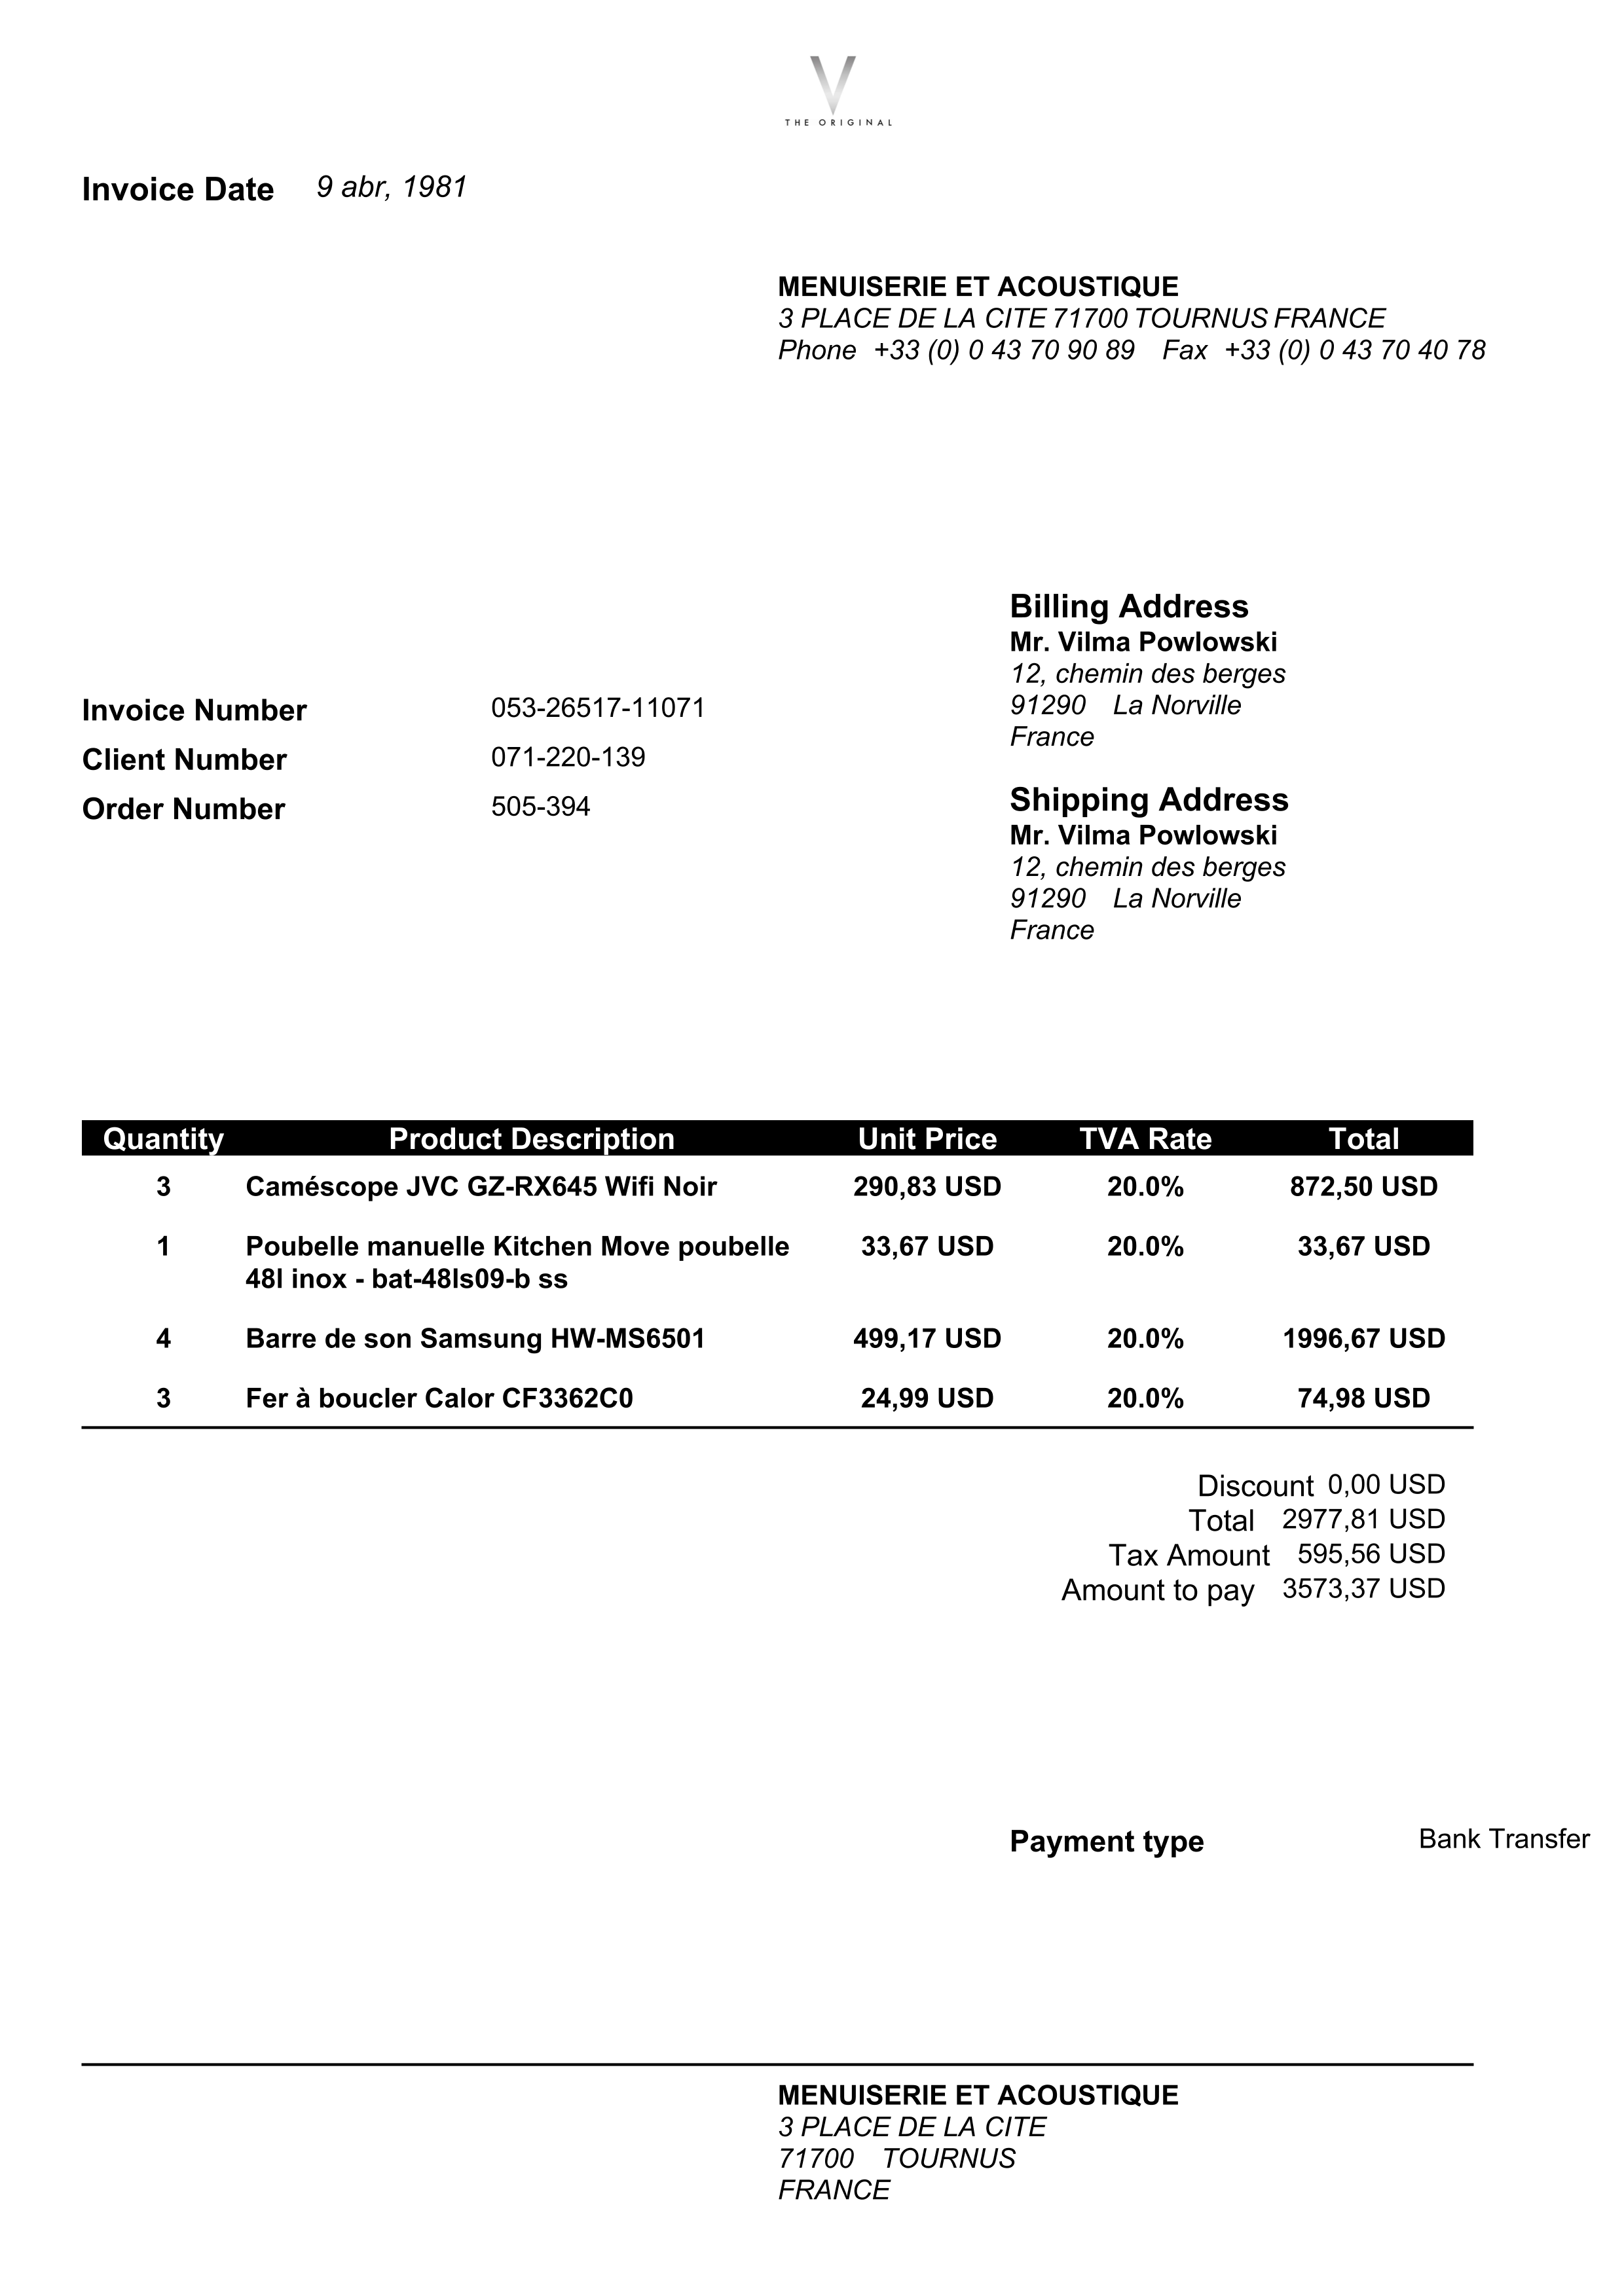 V
THE ORIGINAL
Invoice Date 9 abr, 1981
MENUISERIE ET ACOUSTIQUE
3 PLACE DE LA CITE 71700 TOURNUS FRANCE
Phone +33 (0) 0 43 70 90 89 Fax +33 (0) 0 43 70 40 78
Billing Address
Mr. Vilma Powlowski
12, chemin des berges
91290 La Norville
France
Invoice Number 053-26517-11071
Client Number 071-220-139
Order Number 505-394
Shipping Address
Mr. Vilma Powlowski
12, chemin des berges
91290 La Norville
France
Quantity Product Description Unit Price TVA Rate Total
3 Caméscope JVC GZ-RX645 Wifi Noir 290,83 USD 20.0% 872,50 USD
1 Poubelle manuelle Kitchen Move poubelle 33,67 USD 20.0% 33,67 USD
48l inox - bat-48ls09-b ss
4 Barre de son Samsung HW-MS6501 499,17 USD 20.0% 1996,67 USD
3 Fer à boucler Calor CF3362C0 24,99 USD 20.0% 74,98 USD
Discount 0,00 USD
Total 2977,81 USD
Tax Amount 595,56 USD
Amount to pay 3573,37 USD
Payment type Bank Transfer
MENUISERIE ET ACOUSTIQUE
3 PLACE DE LA CITE
71700 TOURNUS
FRANCE